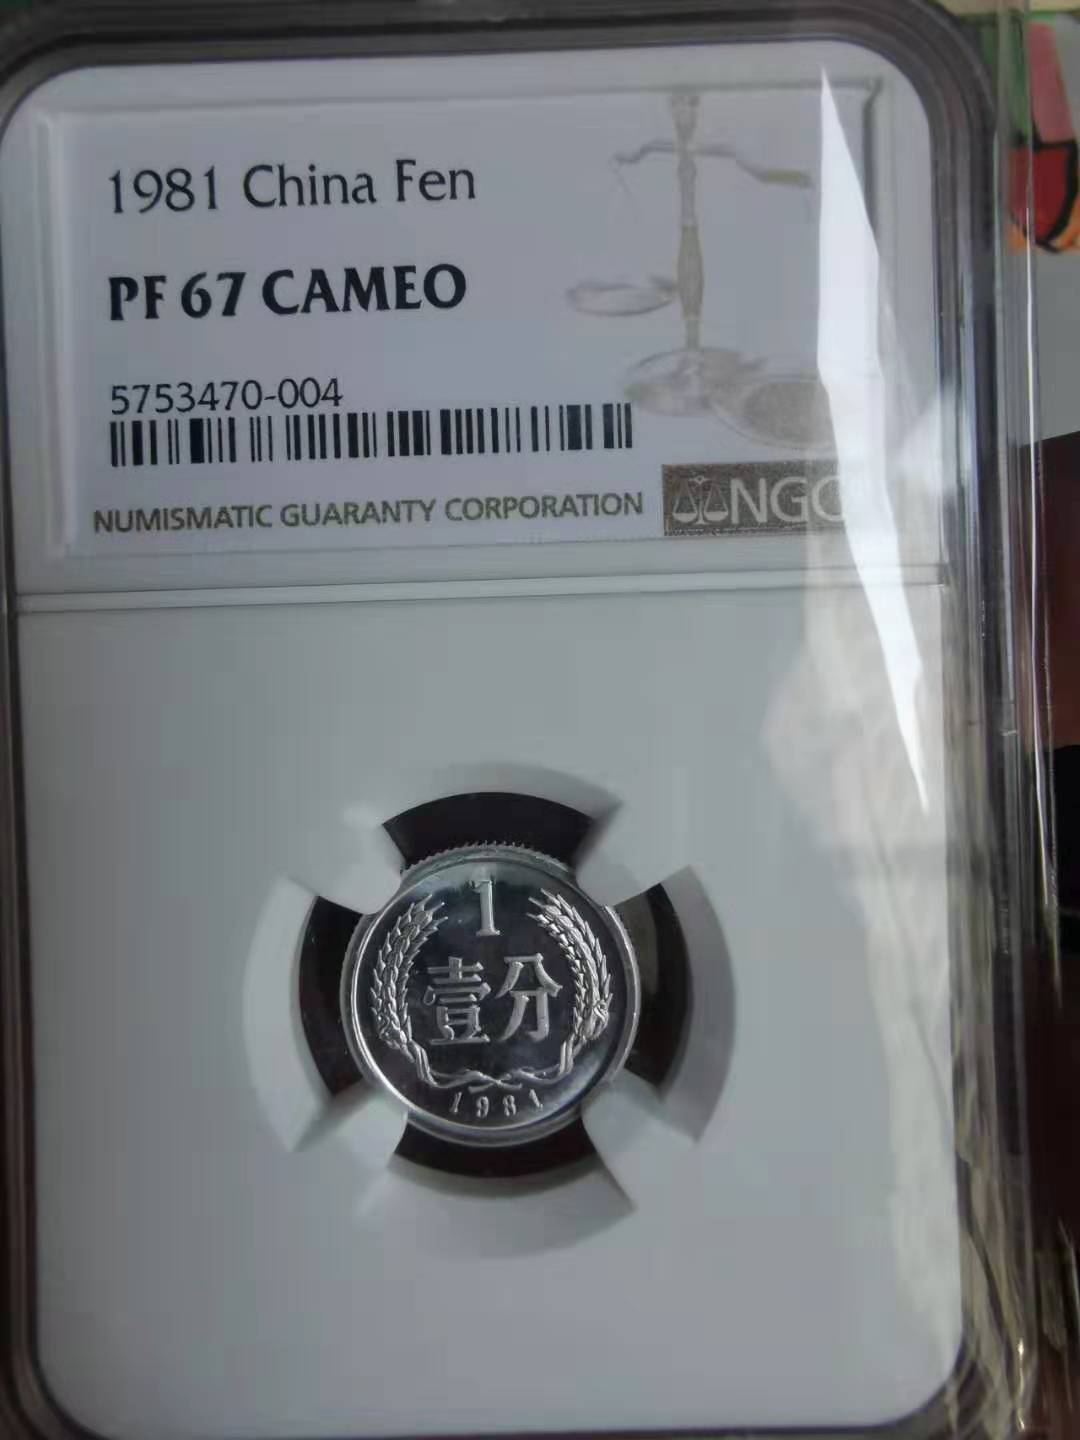 1981 China Fen
PF 67 CAMEO
5753470-004
NUMISMATIC GUARANTY CORPORATION
NGC
1
壹分
1981